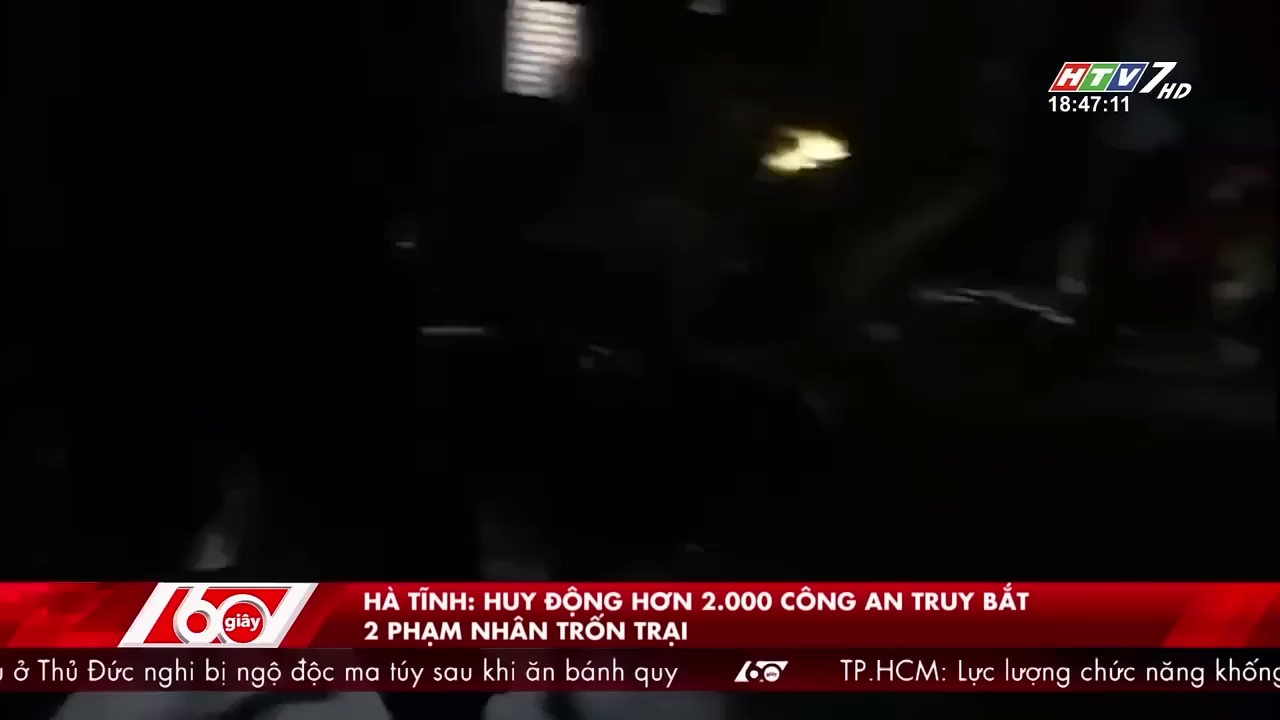 HTV7 HD
18:47:11
60 giây
HÀ TĨNH: HUY ĐỘNG HƠN 2.000 CÔNG AN TRUY BẮT
2 PHẠM NHÂN TRỐN TRẠI
ở Thủ Đức nghi bị ngộ độc ma túy sau khi ăn bánh quy 60 giây TP.HCM: Lực lượng chức năng khống